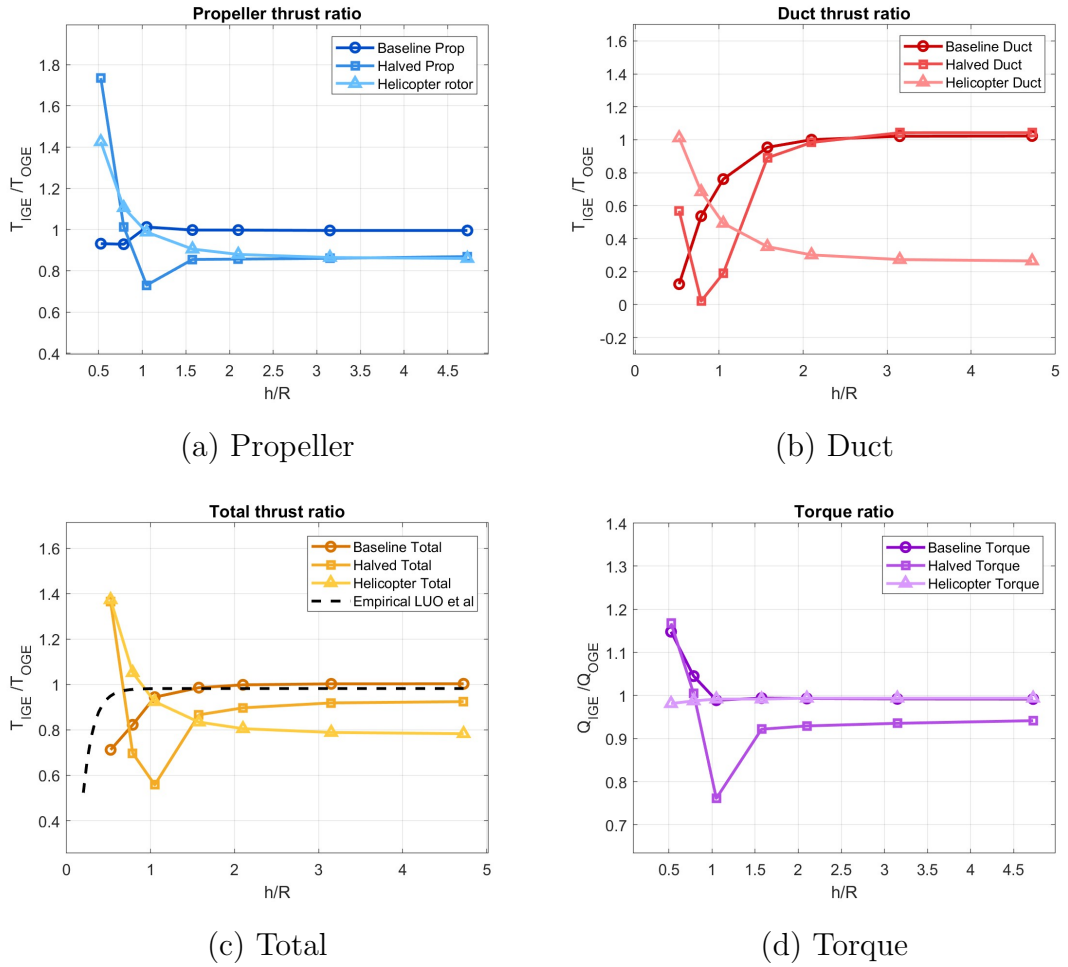 Propeller thrust ratio
Baseline Prop
Halved Prop
Helicopter rotor
T_IGE /T_OGE
1.8
1.6
1.4
1.2
1
0.8
0.6
0.4
0.5 1 1.5 2 2.5 3 3.5 4 4.5
h/R
(a) Propeller
Duct thrust ratio
Baseline Duct
Halved Duct
Helicopter Duct
T_IGE /T_OGE
1.6
1.4
1.2
1
0.8
0.6
0.4
0.2
0
-0.2
0 1 2 3 4 5
h/R
(b) Duct
Total thrust ratio
Baseline Total
Halved Total
Helicopter Total
Empirical LUO et al
T_IGE /T_OGE
1.6
1.4
1.2
1
0.8
0.6
0.4
0 1 2 3 4 5
h/R
(c) Total
Torque ratio
Baseline Torque
Halved Torque
Helicopter Torque
Q_IGE /Q_OGE
1.4
1.3
1.2
1.1
1
0.9
0.8
0.7
0.5 1 1.5 2 2.5 3 3.5 4 4.5
h/R
(d) Torque